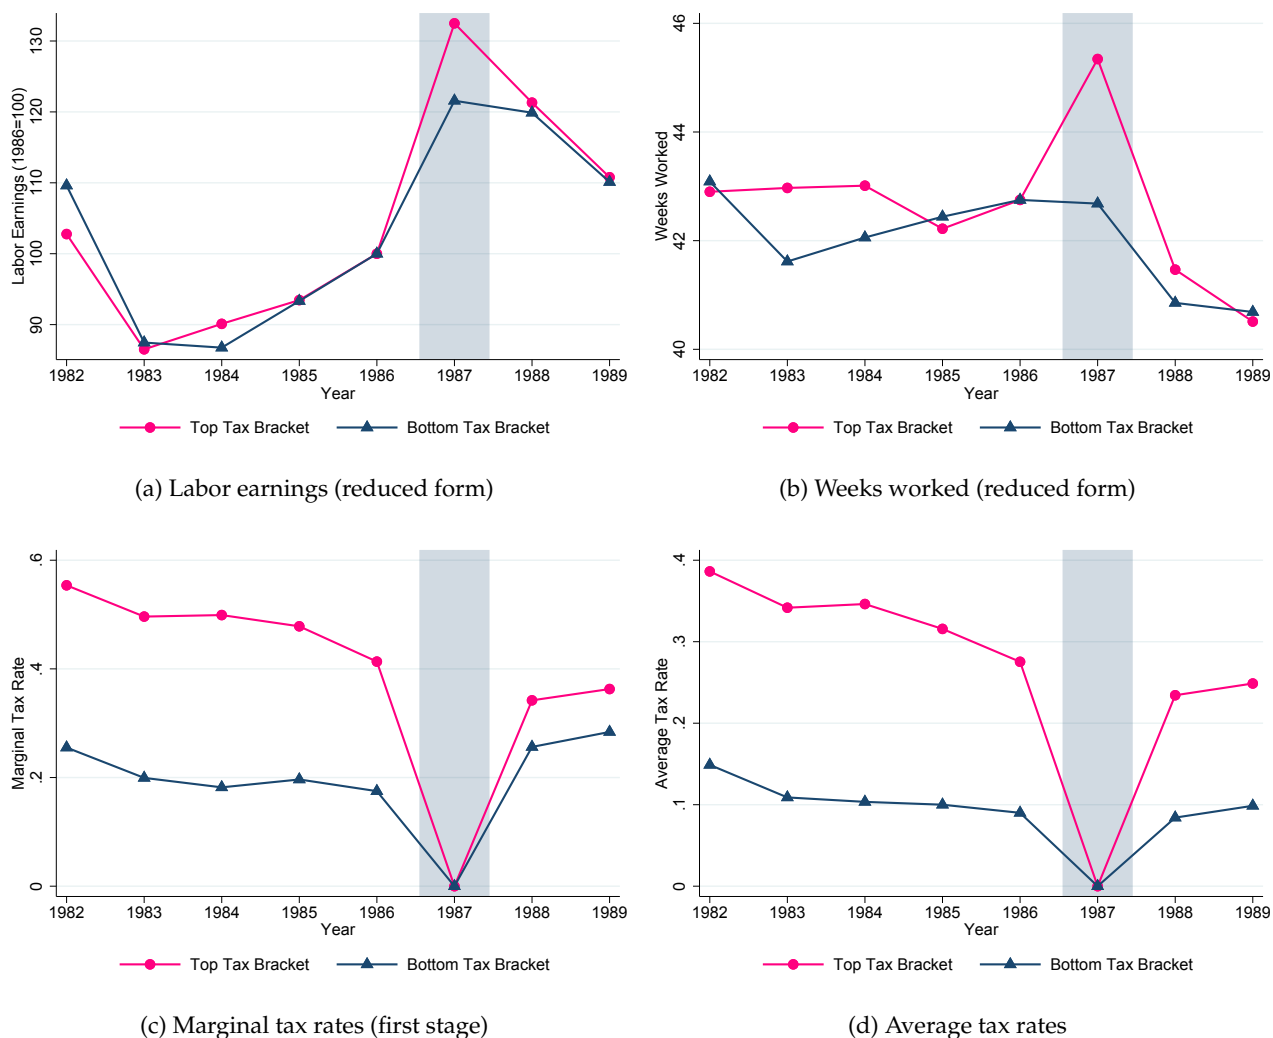 Labor Earnings (1986=100)
130
120
110
100
90
1982 1983 1984 1985 1986 1987 1988 1989
Year
Top Tax Bracket Bottom Tax Bracket
(a) Labor earnings (reduced form)
Weeks Worked
46
44
42
40
1982 1983 1984 1985 1986 1987 1988 1989
Year
Top Tax Bracket Bottom Tax Bracket
(b) Weeks worked (reduced form)
Marginal Tax Rate
.6
.4
.2
0
1982 1983 1984 1985 1986 1987 1988 1989
Year
Top Tax Bracket Bottom Tax Bracket
(c) Marginal tax rates (first stage)
Average Tax Rate
.4
.3
.2
.1
0
1982 1983 1984 1985 1986 1987 1988 1989
Year
Top Tax Bracket Bottom Tax Bracket
(d) Average tax rates